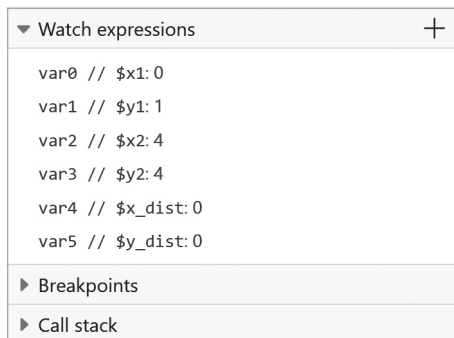 Watch expressions
var0 // $x1: 0
var1 // $y1: 1
var2 // $x2: 4
var3 // $y2: 4
var4 // $x_dist: 0
var5 // $y_dist: 0
Breakpoints
Call stack